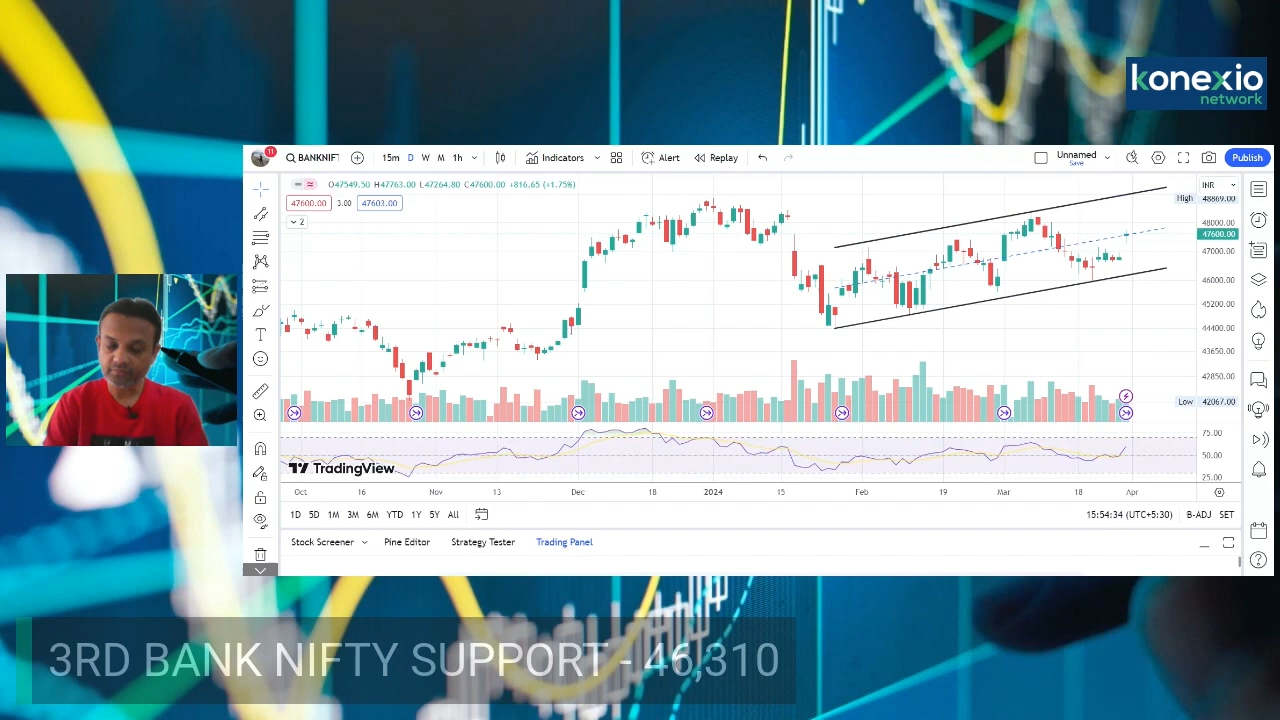 konexio
network
11
BANKNIFT
15m D W M 1h
Indicators
Alert
Replay
Unnamed
Save
Publish
O47549.50 H47763.00 L47264.80 C47600.00 +816.65 (+1.75%)
47600.00 3.00 47603.00
2
INR
High 48869.00
48000.00
47600.00
47000.00
46000.00
45200.00
44400.00
43650.00
42850.00
Low 42067.00
75.00
50.00
25.00
TradingView
Oct 16 Nov 13 Dec 18 2024 15 Feb 19 Mar 18 Apr
1D 5D 1M 3M 6M YTD 1Y 5Y All
15:54:34 (UTC+5:30) B-ADJ SET
Stock Screener Pine Editor Strategy Tester Trading Panel
3RD BANK NIFTY SUPPORT - 46,310